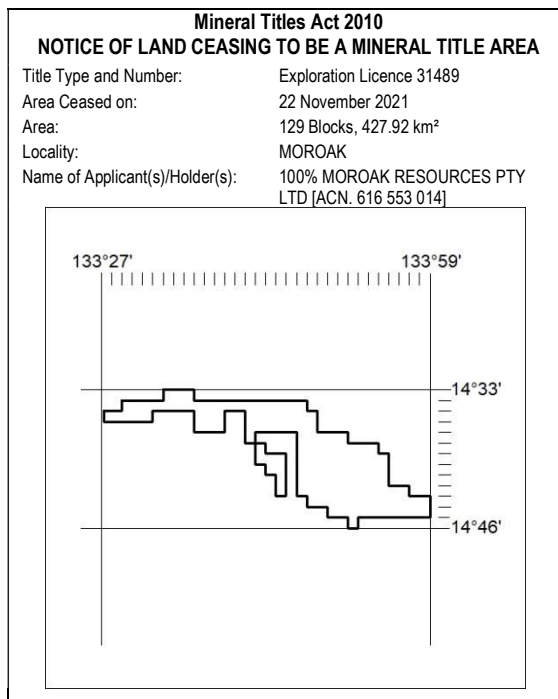 Mineral Titles Act 2010
NOTICE OF LAND CEASING TO BE A MINERAL TITLE AREA
Title Type and Number: Exploration Licence 31489
Area Ceased on: 22 November 2021
Area: 129 Blocks, 427.92 km²
Locality: MOROAK
Name of Applicant(s)/Holder(s): 100% MOROAK RESOURCES PTY
LTD [ACN. 616 553 014]
133°27' 133°59'
14°33'
14°46'